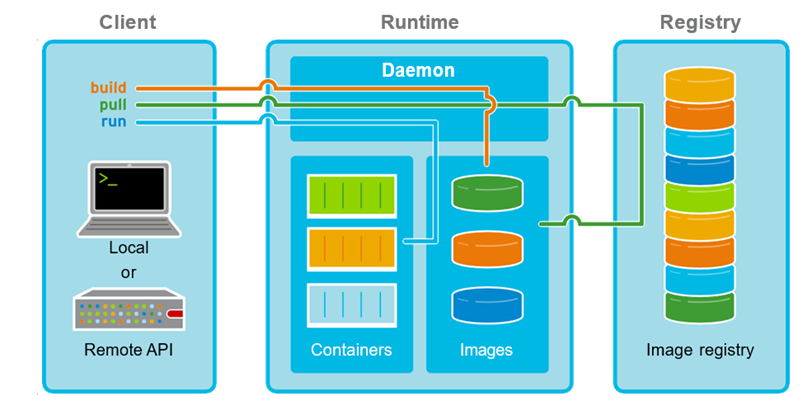 Client
Runtime
Registry
Daemon
build
pull
run
>_
Local
or
Remote API
Containers
Images
Image registry